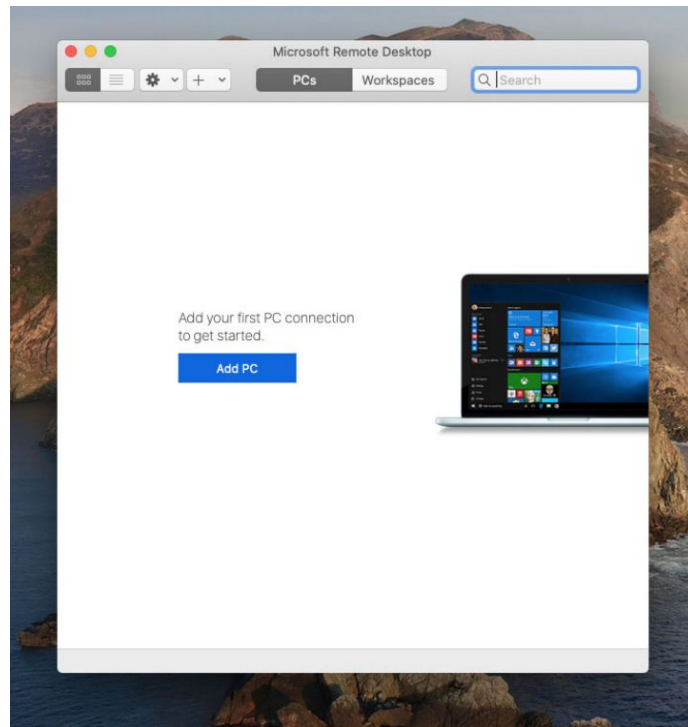 Microsoft Remote Desktop
PCs
Workspaces
Search
Add your first PC connection
to get started.
Add PC